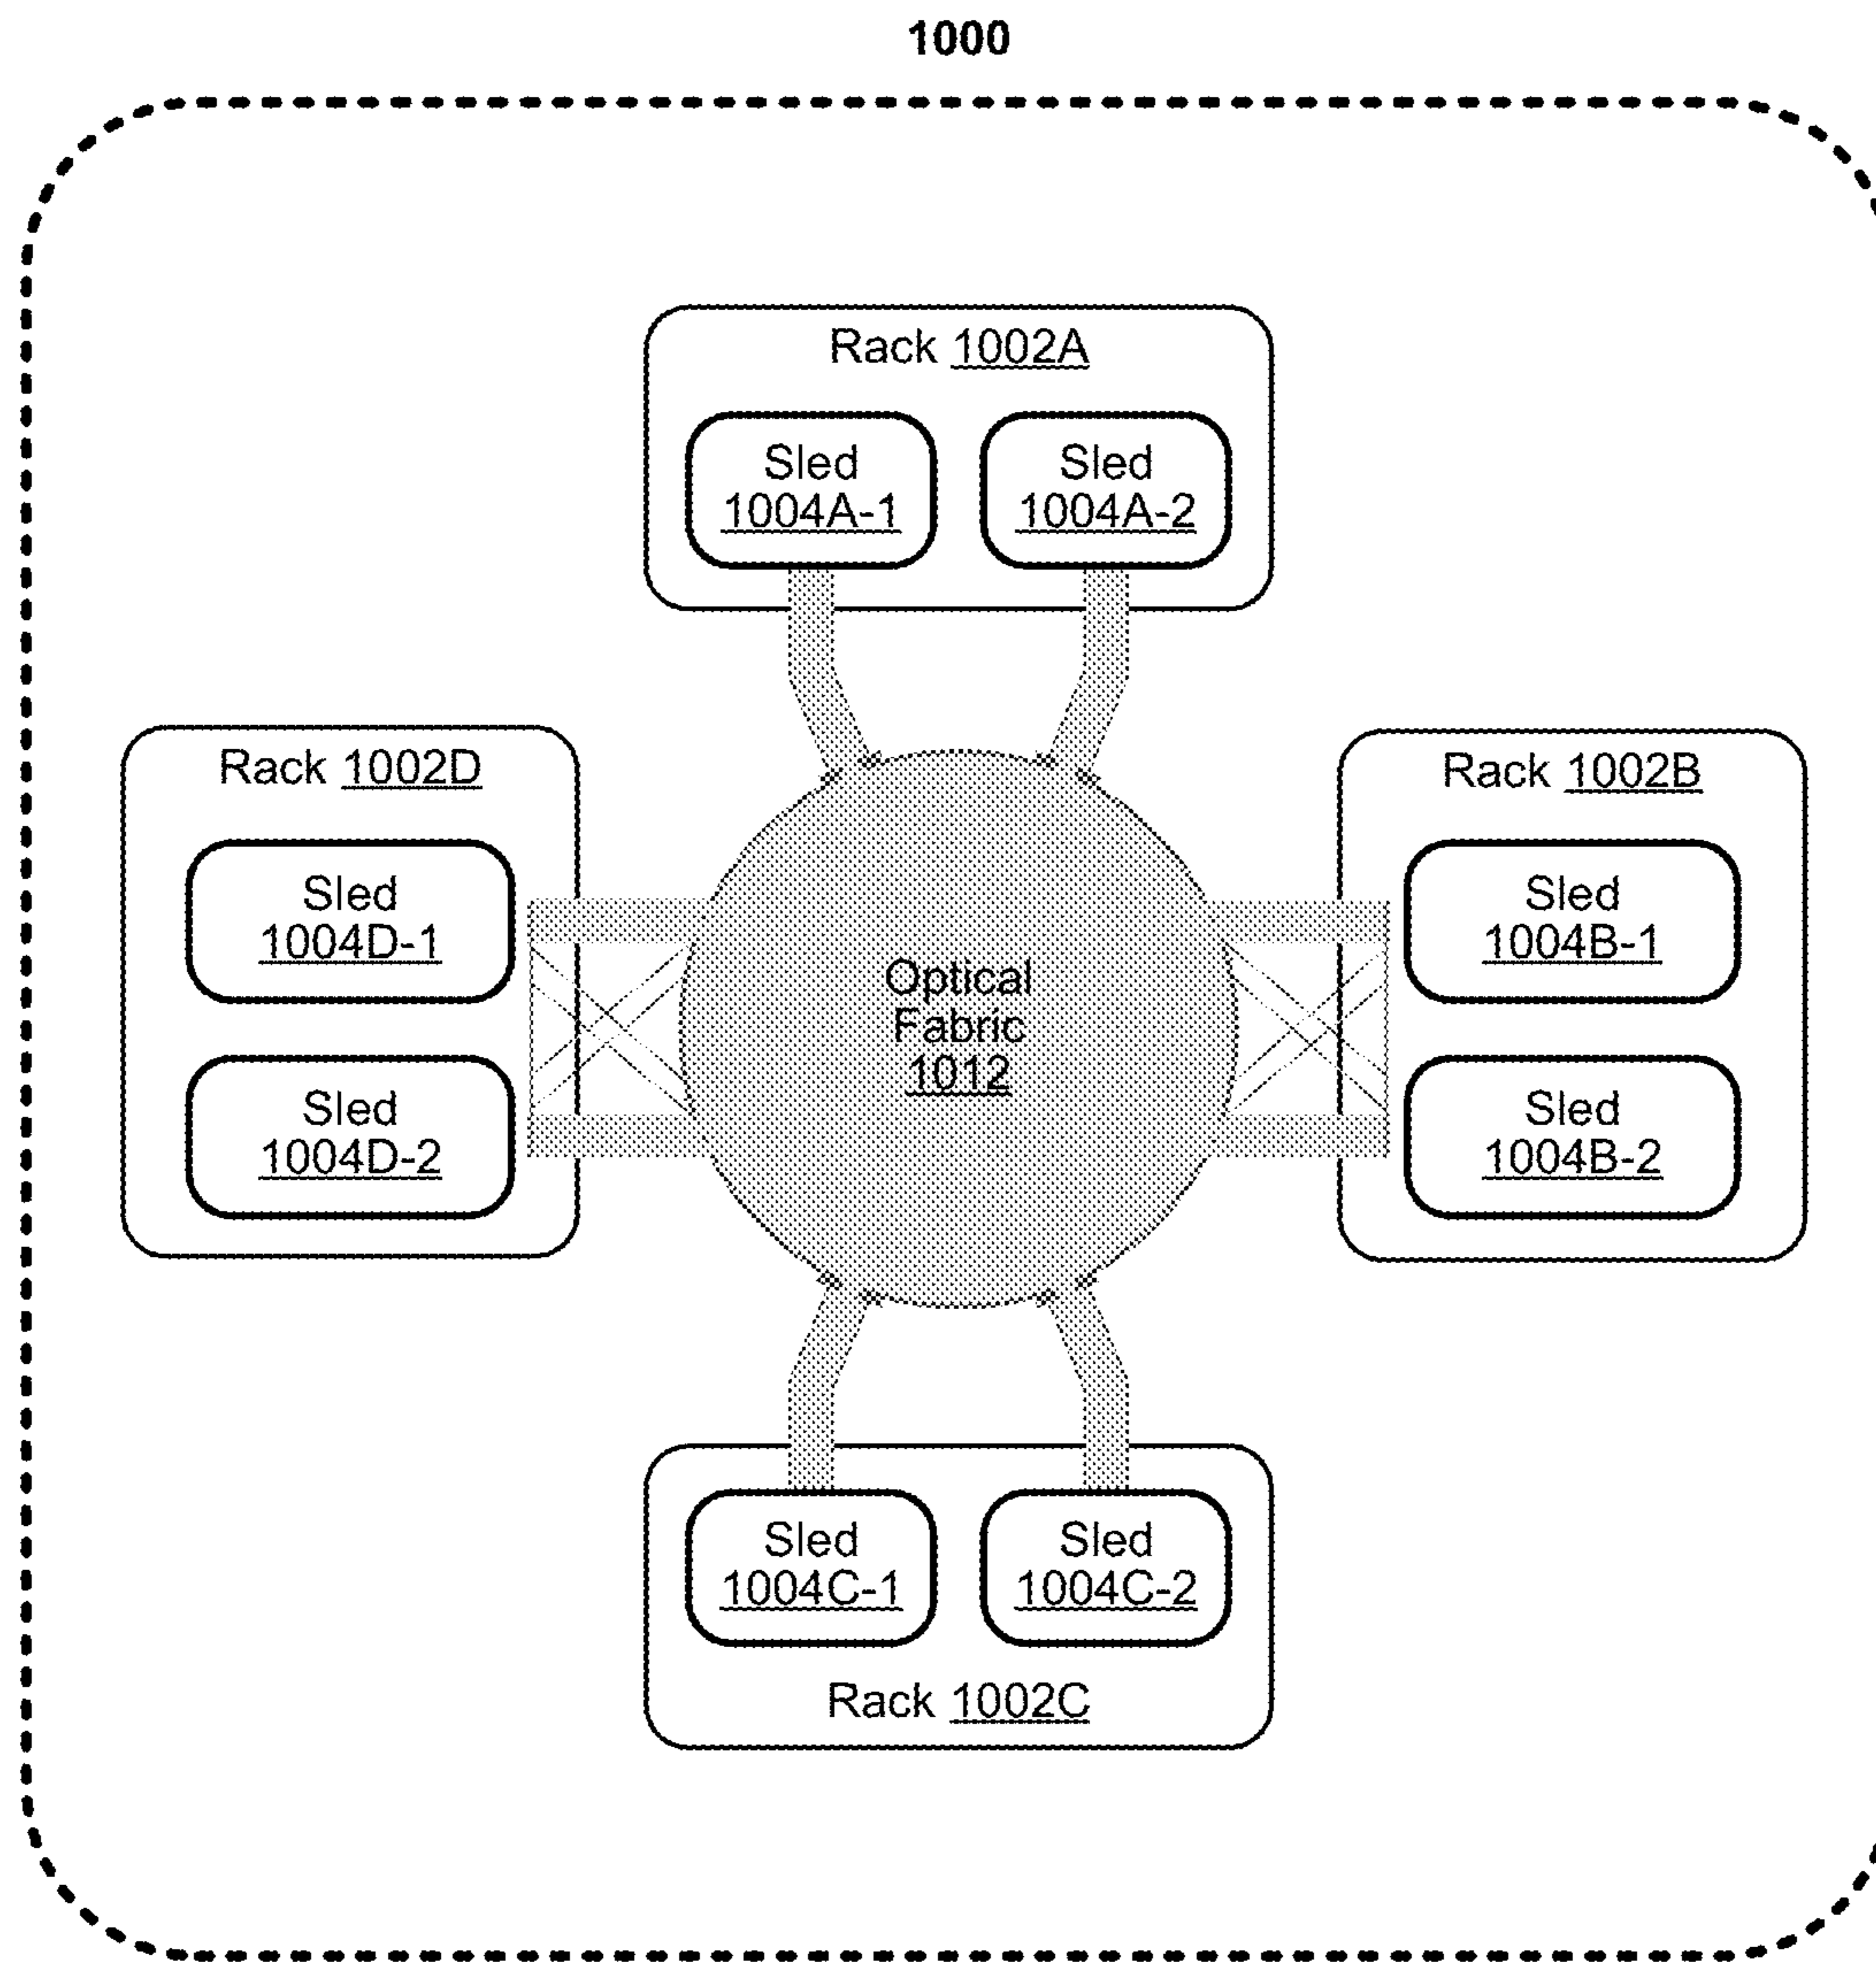 1000
Rack 1002A
Sled
1004A-1
Sled
1004A-2
Rack 1002D
Sled
1004D-1
Sled
1004D-2
Optical
Fabric
1012
Rack 1002B
Sled
1004B-1
Sled
1004B-2
Sled
1004C-1
Sled
1004C-2
Rack 1002C